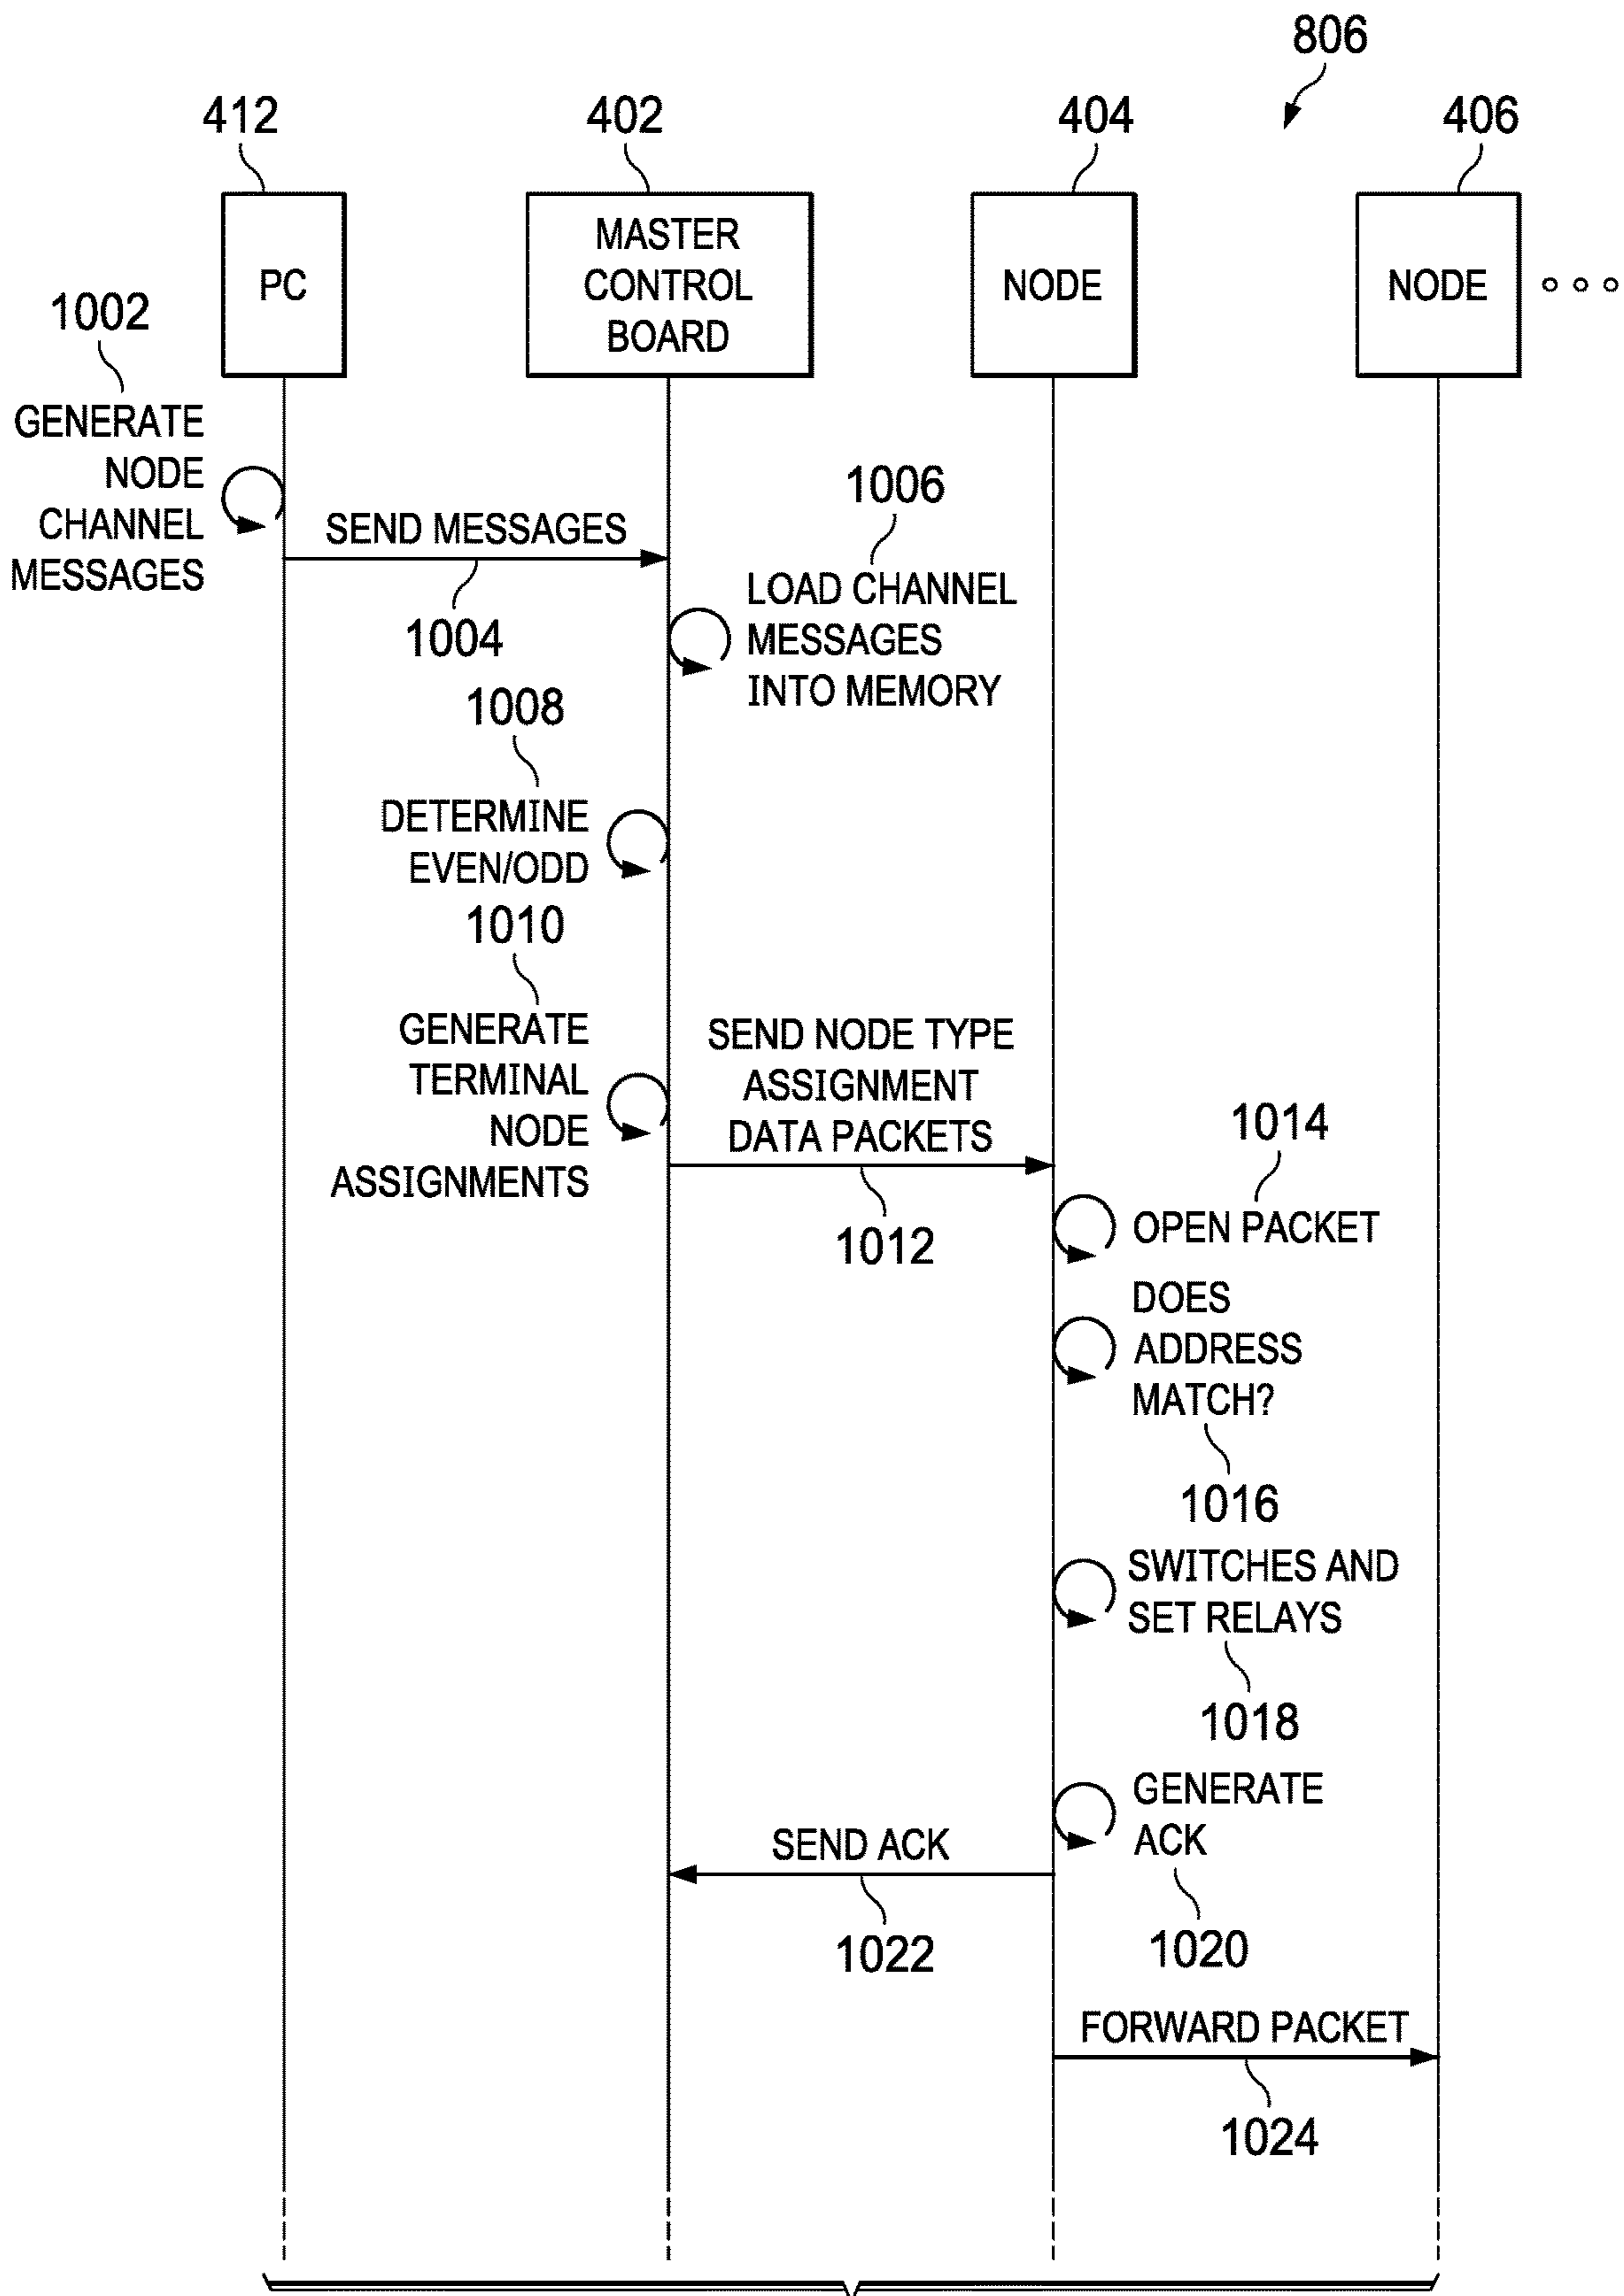 806
412
402
404
406
PC
MASTER
CONTROL
BOARD
NODE
NODE
1002
GENERATE
NODE
CHANNEL
MESSAGES
SEND MESSAGES
1004
1006
LOAD CHANNEL
MESSAGES
INTO MEMORY
1008
DETERMINE
EVEN/ODD
1010
GENERATE
TERMINAL
NODE
ASSIGNMENTS
SEND NODE TYPE
ASSIGNMENT
DATA PACKETS
1012
1014
OPEN PACKET
DOES
ADDRESS
MATCH?
1016
SWITCHES AND
SET RELAYS
1018
GENERATE
ACK
1020
SEND ACK
1022
FORWARD PACKET
1024